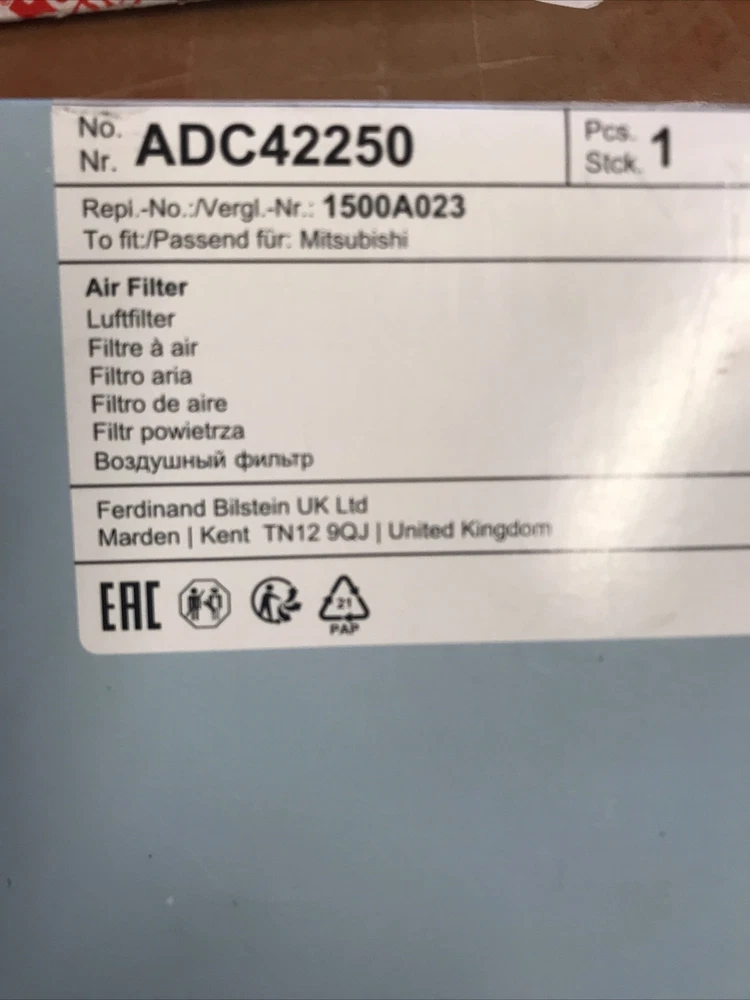 No.
Nr. ADC42250
Pcs.
Stck. 1
Repl.-No.:/Vergl.-Nr.: 1500A023
To fit:/Passend für: Mitsubishi
Air Filter
Luftfilter
Filtre à air
Filtro aria
Filtro de aire
Filtr powietrza
Воздушный фильтр
Ferdinand Bilstein UK Ltd
Marden | Kent TN12 9QJ | United Kingdom
EAC
21
PAP